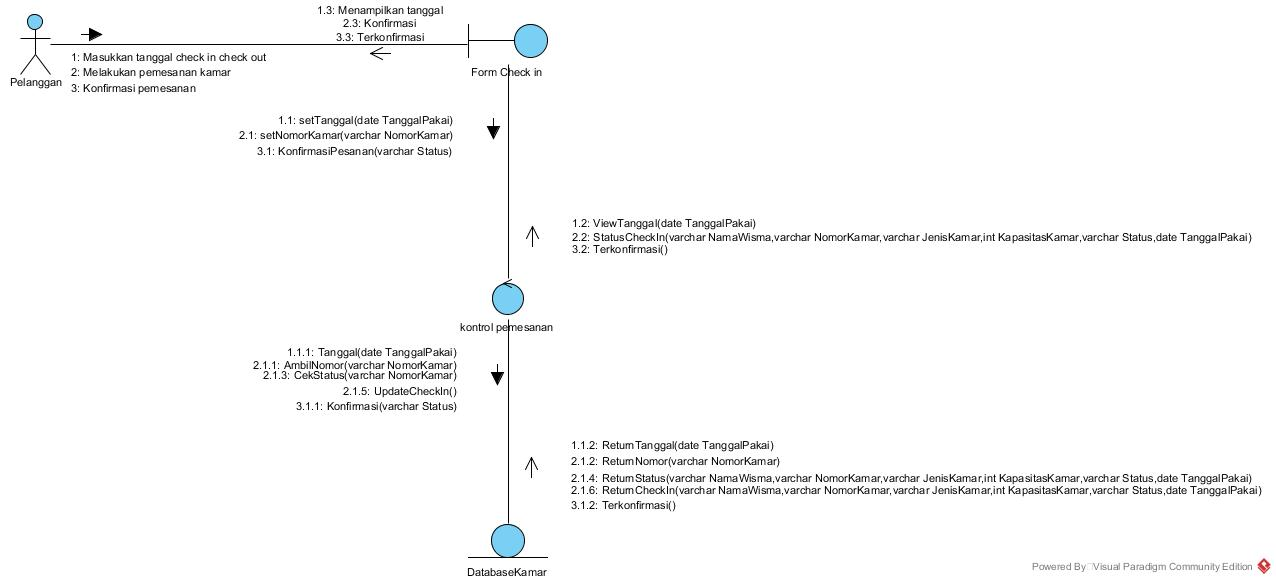 1.3: Menampilkan tanggal
2.3: Konfirmasi
3.3: Terkonfirmasi
1: Masukkan tanggal check in check out
2: Melakukan pemesanan kamar
3: Konfirmasi pemesanan
Pelanggan
Form Check in
1.1: setTanggal(date TanggalPakai)
2.1: setNomorKamar(varchar NomorKamar)
3.1: KonfirmasiPesanan(varchar Status)
1.2: ViewTanggal(date TanggalPakai)
2.2: StatusCheckIn(varchar NamaWisma,varchar NomorKamar,varchar JenisKamar,int KapasitasKamar,varchar Status,date TanggalPakai)
3.2: Terkonfirmasi()
kontrol pemesanan
1.1.1: Tanggal(date TanggalPakai)
2.1.1: AmbilNomor(varchar NomorKamar)
2.1.3: CekStatus(varchar NomorKamar)
2.1.5: UpdateCheckIn()
3.1.1: Konfirmasi(varchar Status)
1.1.2: ReturnTanggal(date TanggalPakai)
2.1.2: ReturnNomor(varchar NomorKamar)
2.1.4: ReturnStatus(varchar NamaWisma,varchar NomorKamar,varchar JenisKamar,int KapasitasKamar,varchar Status,date TanggalPakai)
2.1.6: ReturnCheckIn(varchar NamaWisma,varchar NomorKamar,varchar JenisKamar,int KapasitasKamar,varchar Status,date TanggalPakai)
3.1.2: Terkonfirmasi()
DatabaseKamar
Powered By Visual Paradigm Community Edition